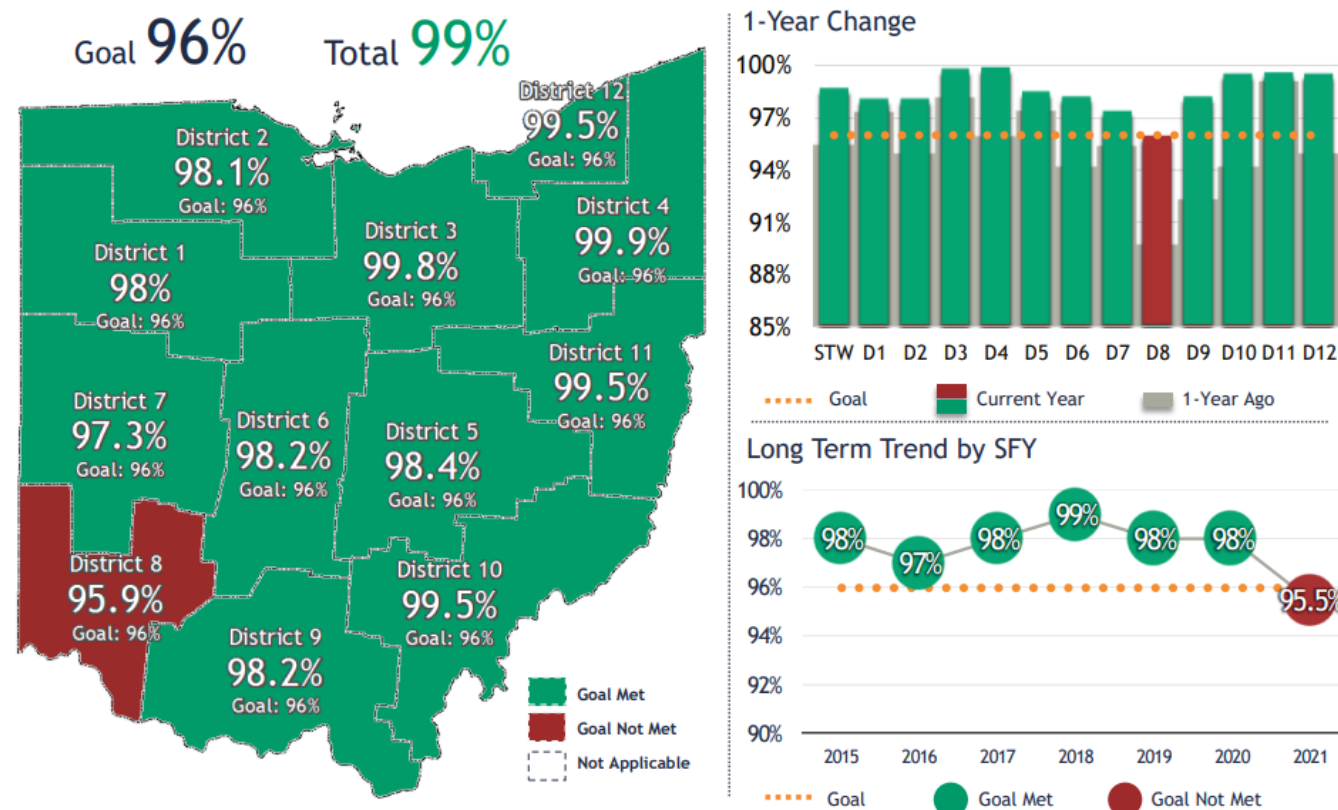 Goal 96% Total 99%
District 12
99.5%
Goal: 96%
District 2
98.1%
Goal: 96%
District 4
99.9%
Goal: 96%
District 3
99.8%
Goal: 96%
District 1
98%
Goal: 96%
District 11
99.5%
Goal: 96%
District 7
97.3%
Goal: 96%
District 6
98.2%
Goal: 96%
District 5
98.4%
Goal: 96%
District 8
95.9%
Goal: 96%
District 10
99.5%
Goal: 96%
District 9
98.2%
Goal: 96%
Goal Met
Goal Not Met
Not Applicable
1-Year Change
100%
97%
94%
91%
88%
85%
STW D1 D2 D3 D4 D5 D6 D7 D8 D9 D10 D11 D12
Goal Current Year 1-Year Ago
Long Term Trend by SFY
100%
98%
96%
94%
92%
90%
98% 97% 98% 99% 98% 98% 95.5%
2015 2016 2017 2018 2019 2020 2021
Goal Goal Met Goal Not Met